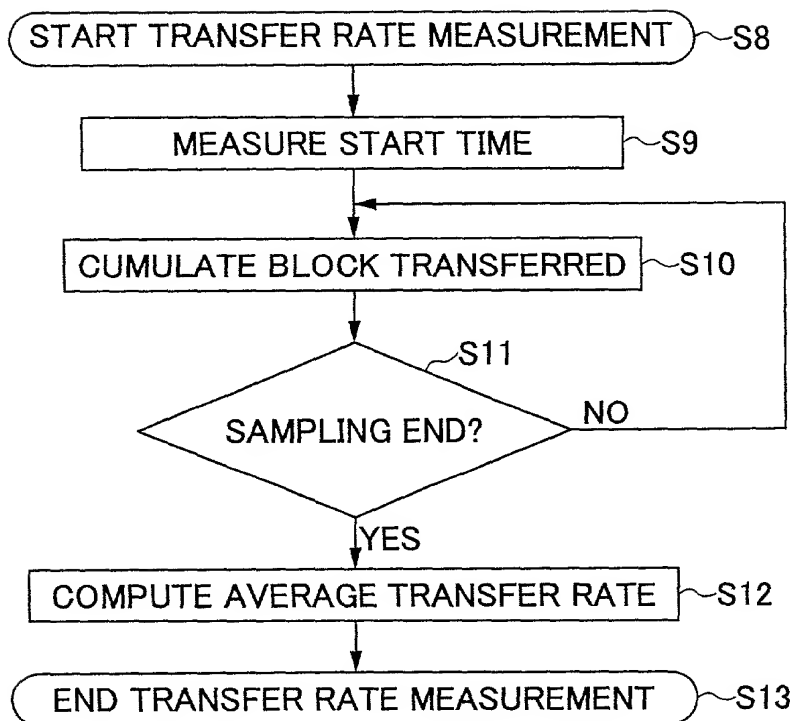 START TRANSFER RATE MEASUREMENT S8
MEASURE START TIME S9
CUMULATE BLOCK TRANSFERRED S10
S11
SAMPLING END?
NO
YES
COMPUTE AVERAGE TRANSFER RATE S12
END TRANSFER RATE MEASUREMENT S13